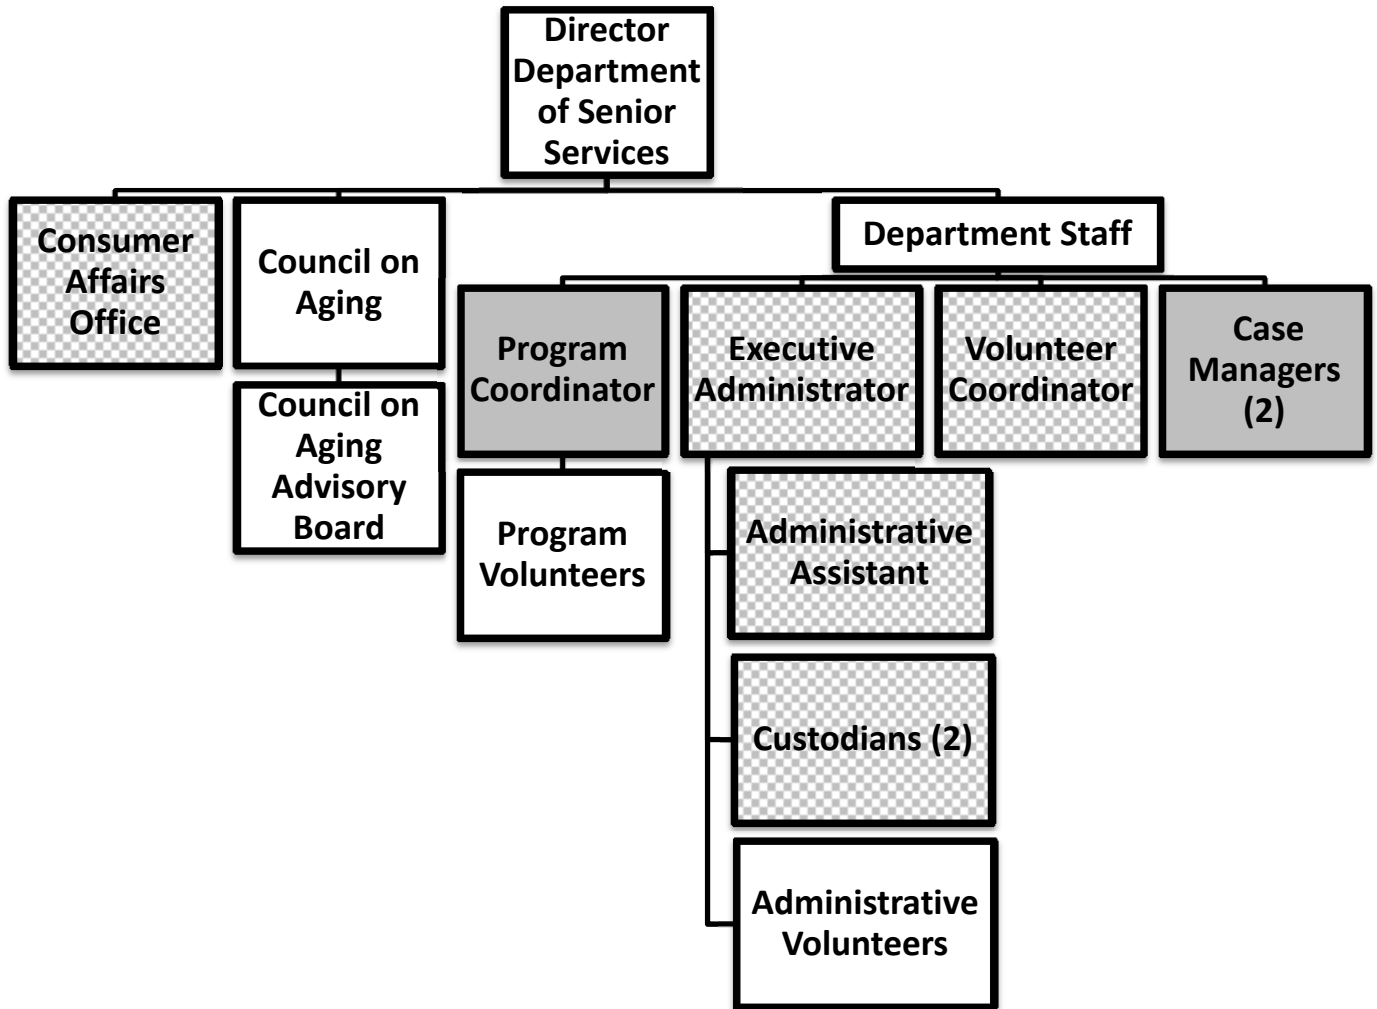 Director
Department
of Senior
Services
Consumer
Affairs
Office
Council on
Aging
Department Staff
Council on
Aging
Advisory
Board
Program
Coordinator
Executive
Administrator
Volunteer
Coordinator
Case
Managers
(2)
Program
Volunteers
Administrative
Assistant
Custodians (2)
Administrative
Volunteers